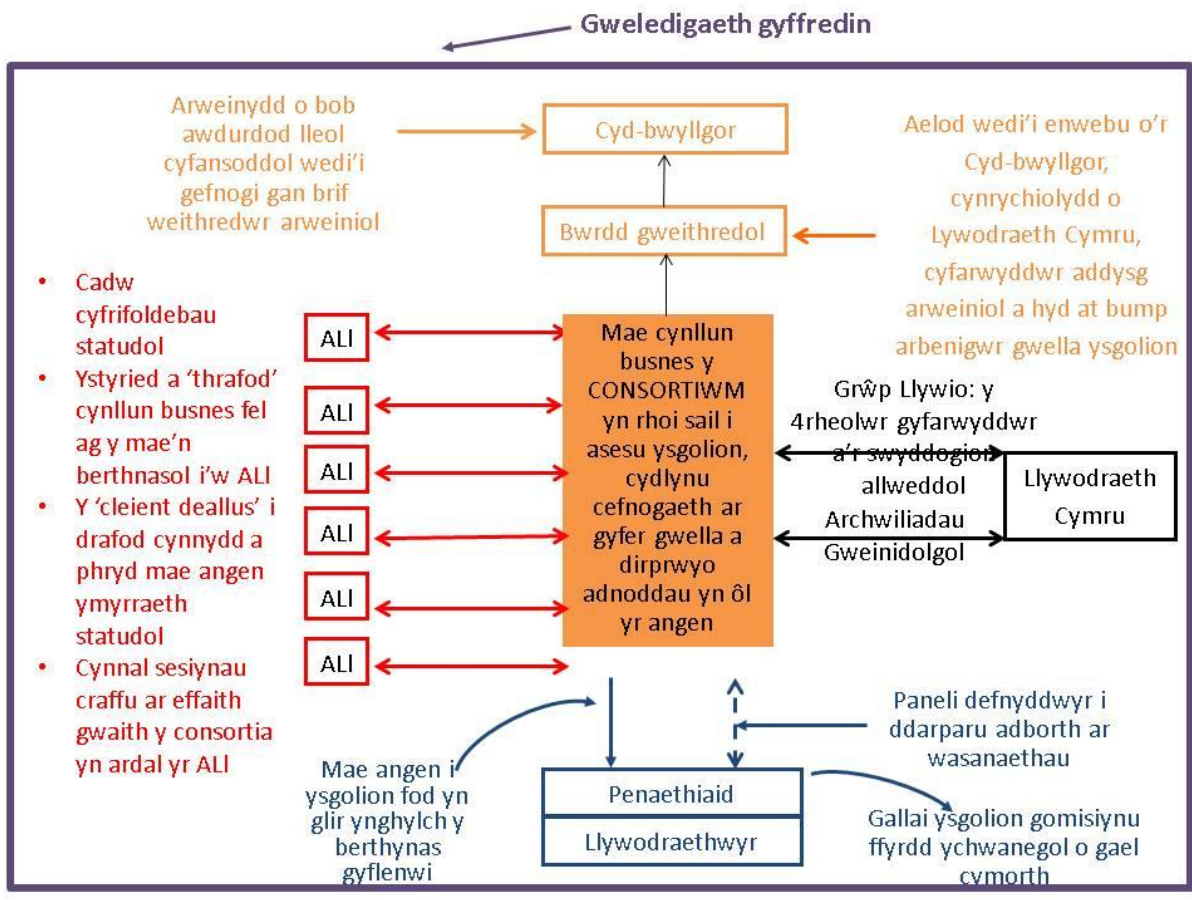 Gweledigaeth gyffredin
Arweinydd o bob
awdurdod lleol
cyfansoddol wedi'i
gefnogi gan brif
weithredwr arweiniol
Cyd-bwyllgor
Bwrdd gweithredol
Aelod wedi'i enwebu o'r
Cyd-bwyllgor,
cynrychiolydd o
Lywodraeth Cymru,
cyfarwyddwr addysg
arweiniol a hyd at bump
arbenigwr gwella ysgolion
• Cadw
cyfrifoldebau
statudol
• Ystyried a 'thrafod'
cynllun busnes fel
ag y mae'n
berthnasol i'w ALl
• Y 'cleient deallus' i
drafod cynnydd a
phryd mae angen
ymyrraeth
statudol
• Cynnal sesiynau
craffu ar effaith
gwaith y consortia
yn ardal yr ALl
ALl
ALl
ALl
ALl
ALl
ALl
Mae cynllun
busnes y
CONSORTIWM
yn rhoi sail i
asesu ysgolion,
cydlynu
cefnogaeth ar
gyfer gwella a
dirprwyo
adnoddau yn ôl
yr angen
Grŵp Llywio: y
4rheolwr gyfarwyddwr
a'r swyddogion
allweddol
Archwiliadau
Gweinidolgol
Llywodraeth
Cymru
Mae angen i
ysgolion fod yn
glir ynghylch y
berthynas
gyflenwi
Penaethiaid
Llywodraethwyr
Paneli defnyddwyr i
ddarparu adborth ar
wasanaethau
Gallai ysgolion gomisiynu
ffyrdd ychwanegol o gael
cymorth